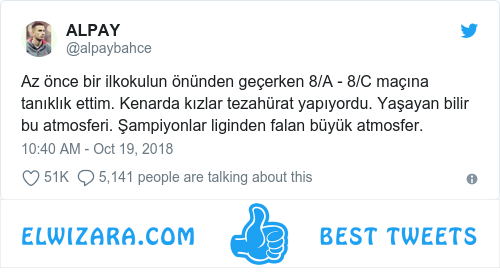 ALPAY
@alpaybahce
Az önce bir ilkokulun önünden geçerken 8/A - 8/C maçına
tanıklık ettim. Kenarda kızlar tezahürat yapıyordu. Yaşayan bilir
bu atmosferi. Şampiyonlar liginden falan büyük atmosfer.
10:40 AM - Oct 19, 2018
51K 5,141 people are talking about this
ELWIZARA.COM BEST TWEETS